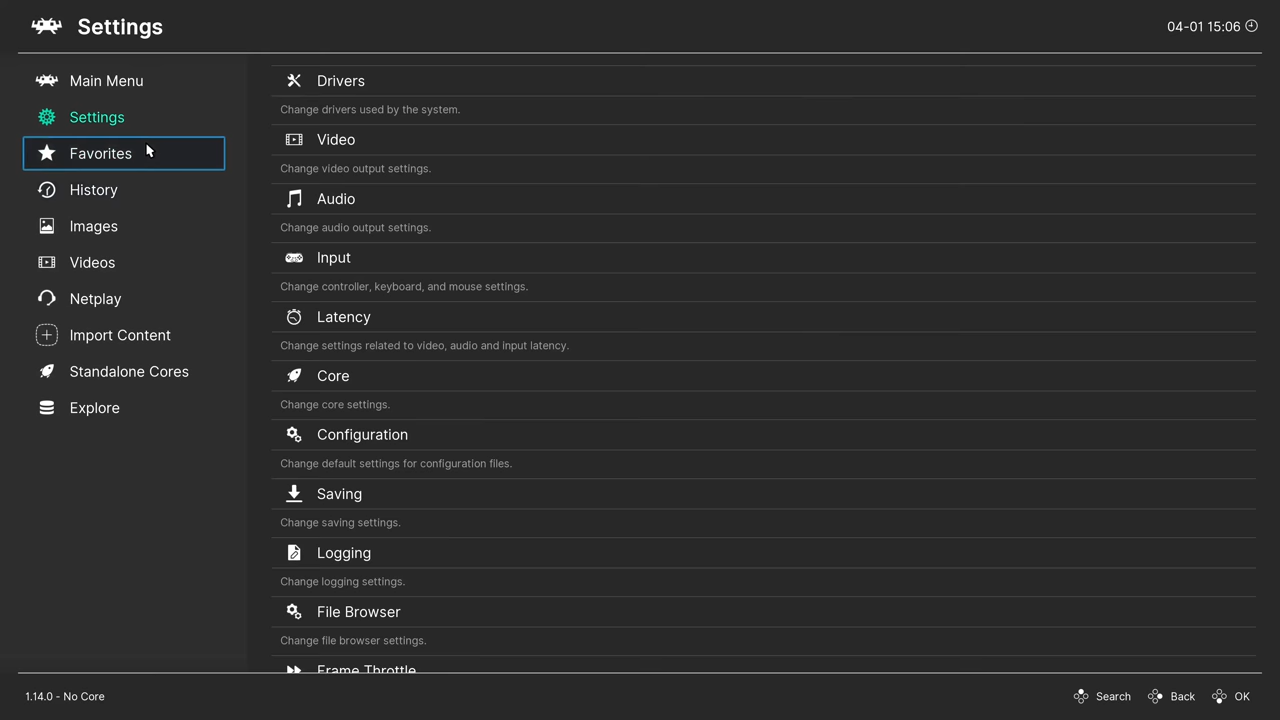 Settings
04-01 15:06
Main Menu
Settings
Favorites
History
Images
Videos
Netplay
Import Content
Standalone Cores
Explore
Drivers
Change drivers used by the system.
Video
Change video output settings.
Audio
Change audio output settings.
Input
Change controller, keyboard, and mouse settings.
Latency
Change settings related to video, audio and input latency.
Core
Change core settings.
Configuration
Change default settings for configuration files.
Saving
Change saving settings.
Logging
Change logging settings.
File Browser
Change file browser settings.
Frame Throttle
1.14.0 - No Core
Search Back OK